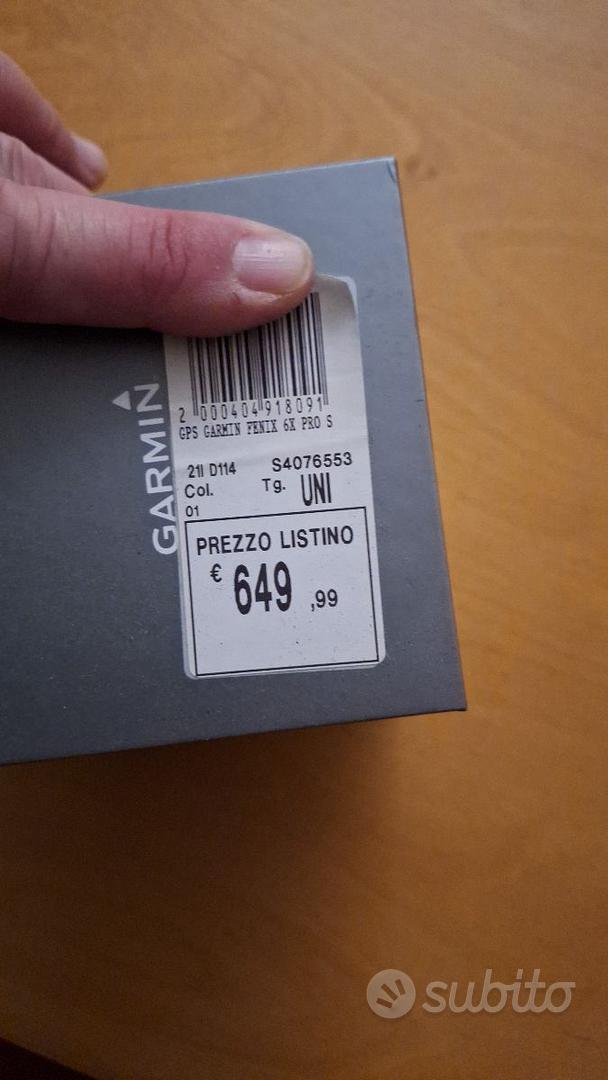 2 000404 918091
GPS GARMIN FENIX 6X PRO S
21I D114 S4076553
Col. Tg. UNI
01
PREZZO LISTINO
€ 649 ,99
GARMIN
subito